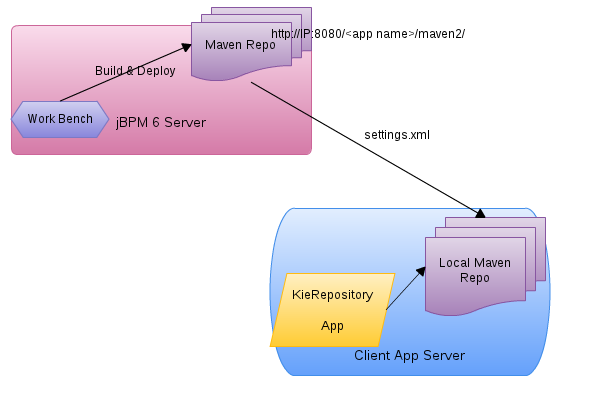 http://IP:8080/<app name>/maven2/
Maven Repo
Build & Deploy
Work Bench
jBPM 6 Server
settings.xml
Local Maven
Repo
KieRepository
App
Client App Server